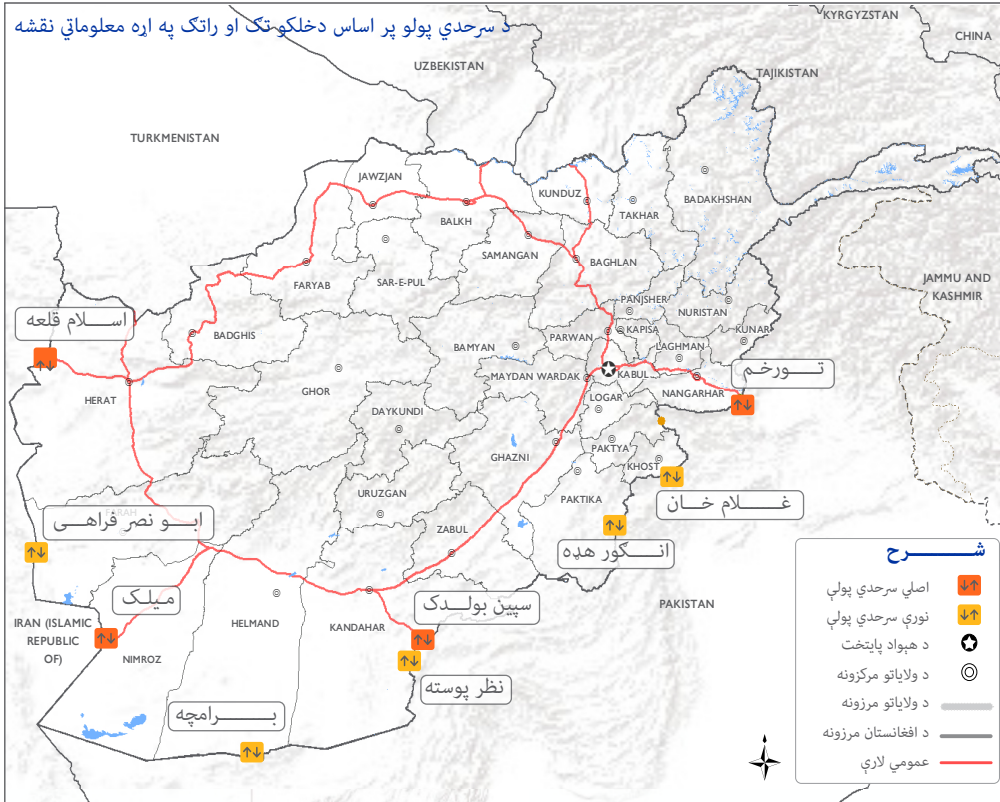 د سرحدي پولو پر اساس دخلکو تگ او راتگ په اړه معلوماتي نقشه
KYRGYZSTAN
CHINA
UZBEKISTAN
TAJIKISTAN
TURKMENISTAN
JAWZJAN
BALKH
KUNDUZ
TAKHAR
BADAKHSHAN
SAMANGAN
BAGHLAN
FARYAB
SAR-E-PUL
JAMMU AND
KASHMIR
PANJSHER
NURISTAN
اسلام قلعه
BADGHIS
BAMYAN
PARWAN
KAPISA
KUNAR
LAGHMAN
MAYDAN WARDAK
KABUL
تورخم
HERAT
GHOR
LOGAR
NANGARHAR
DAYKUNDI
GHAZNI
PAKTYA
KHOST
URUZGAN
PAKTIKA
غلام خان
FARAH
ابو نصر فراهی
ZABUL
انگور هډه
میلک
سپین بولدک
PAKISTAN
IRAN (ISLAMIC
REPUBLIC
OF)
NIMROZ
HELMAND
KANDAHAR
نظر پوسته
برامچه
شرح
اصلي سرحدي پولې
نورې سرحدي پولې
د هېواد پایتخت
د ولایاتو مرکزونه
د ولایاتو مرزونه
د افغانستان مرزونه
عمومي لارې